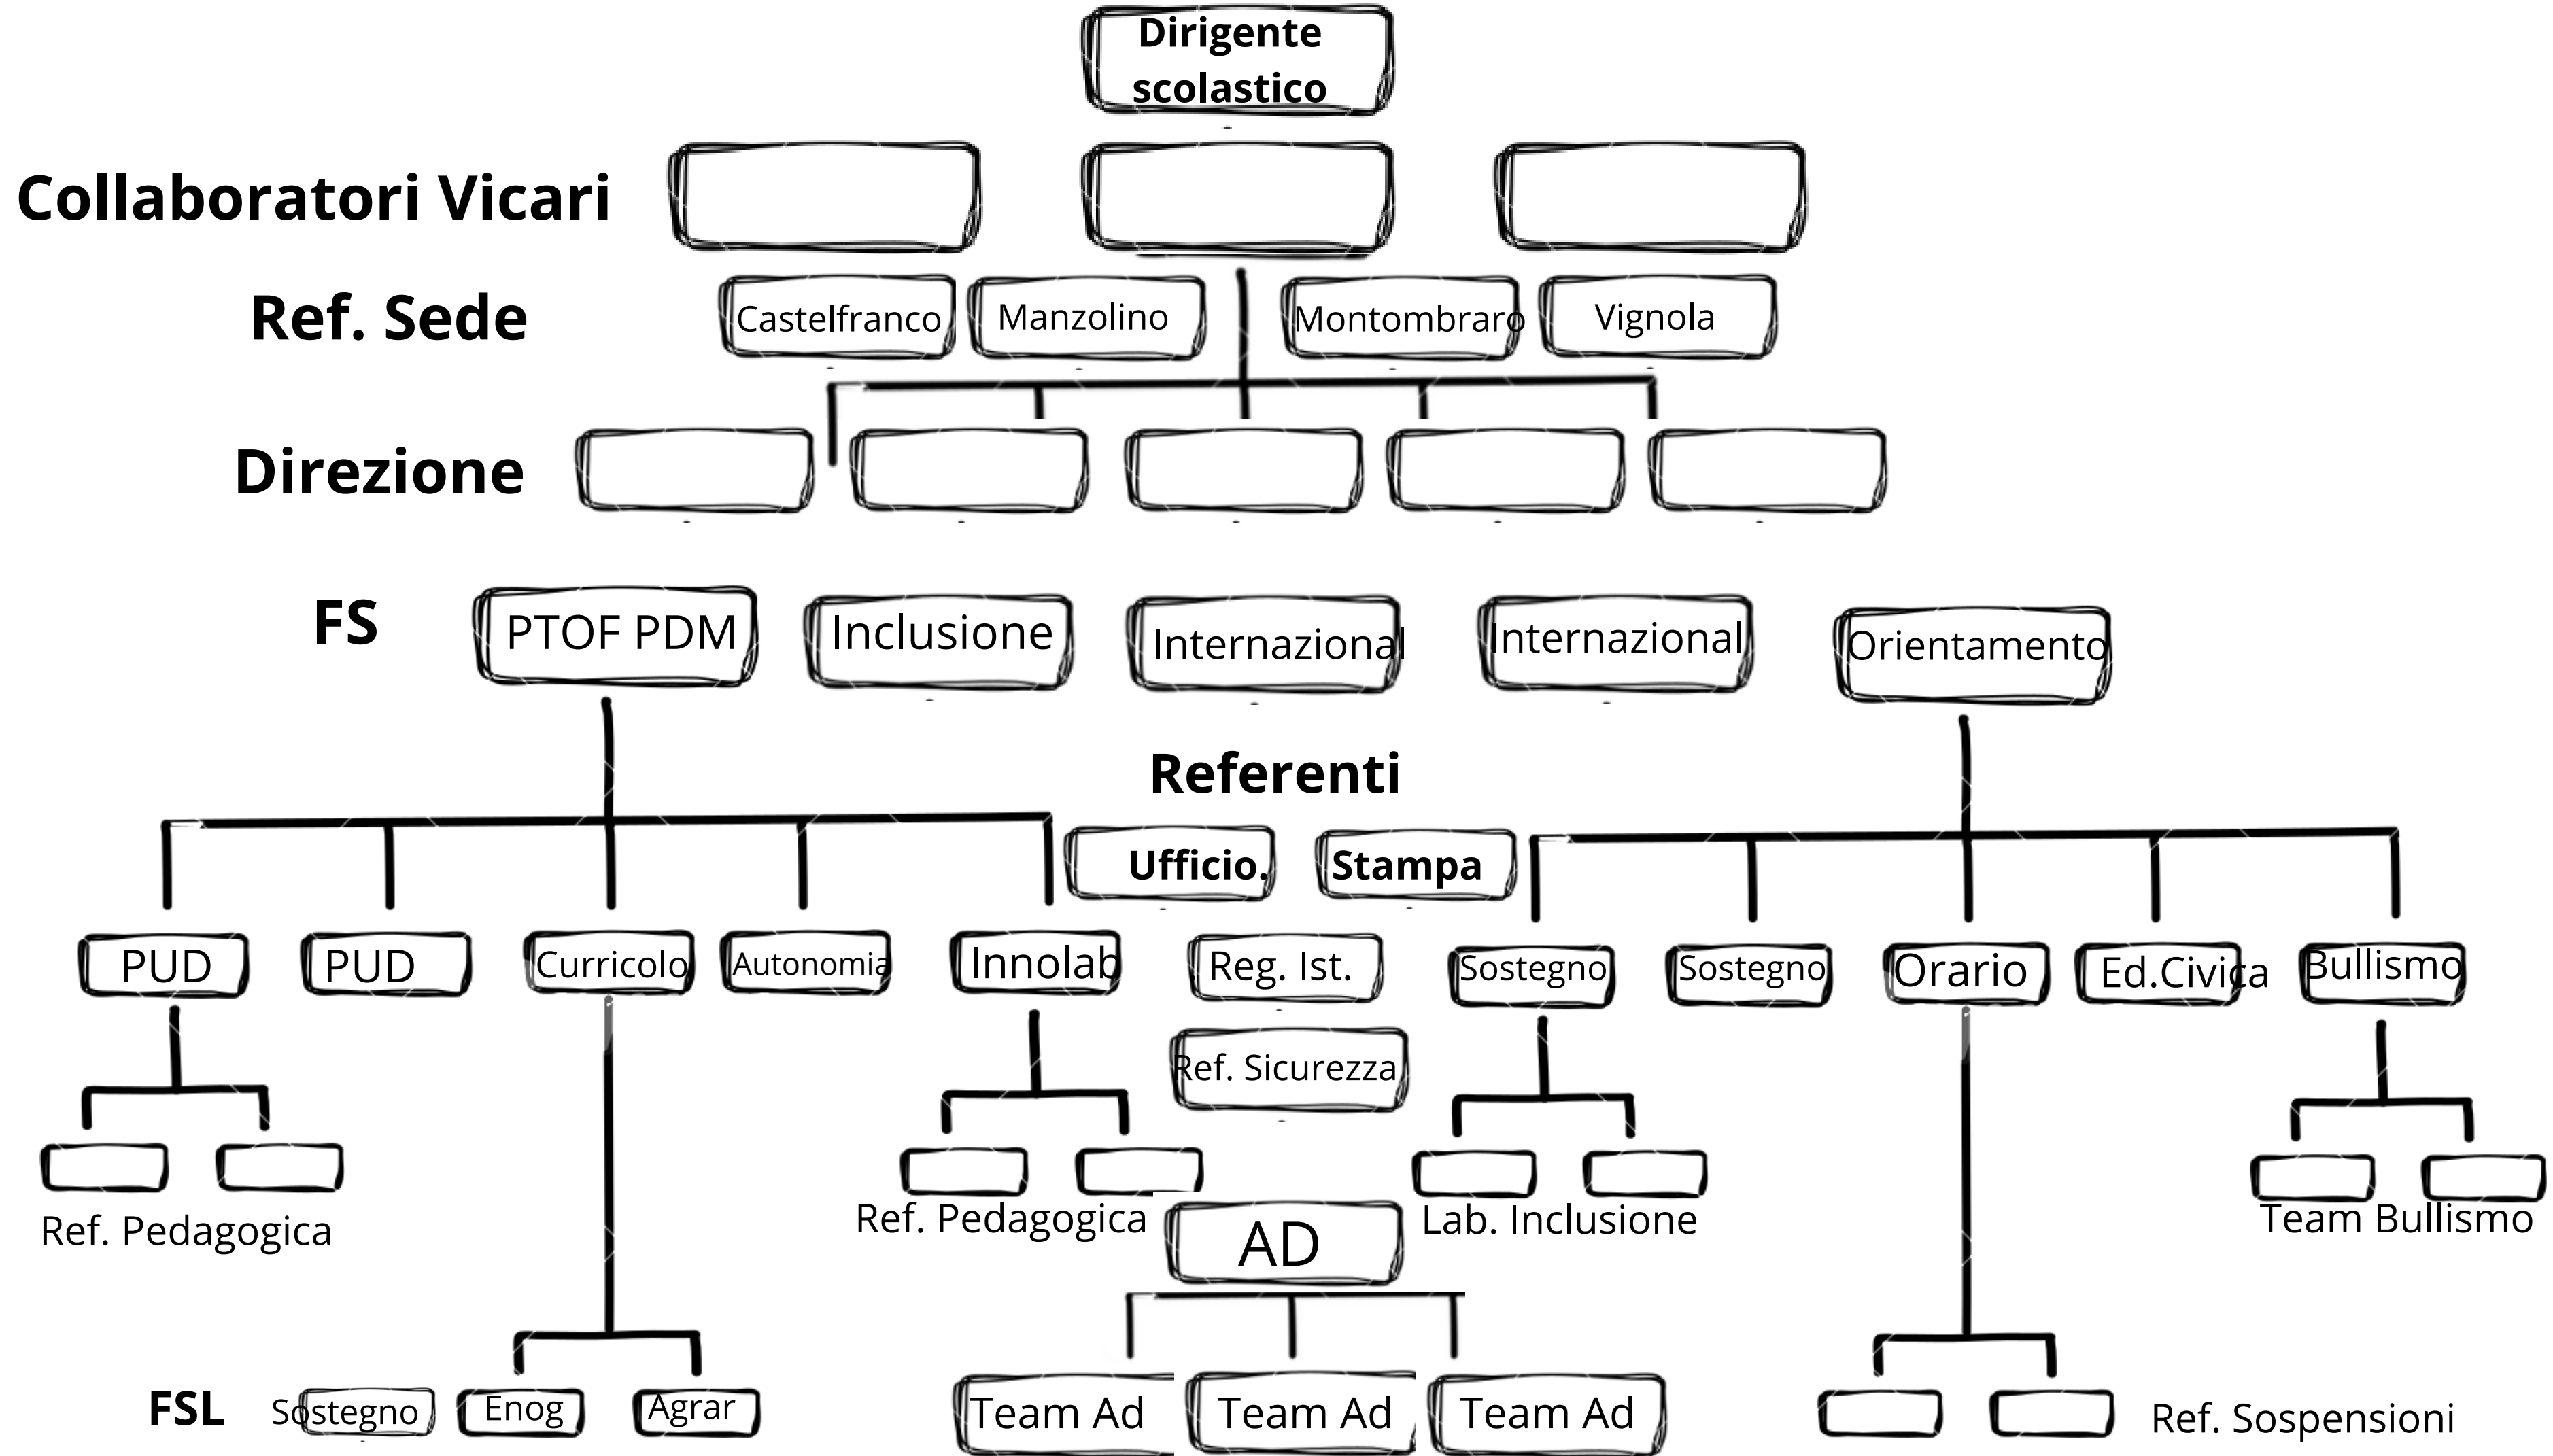 Dirigente
scolastico
Collaboratori Vicari
Ref. Sede
Castelfranco
Manzolino
Montombraro
Vignola
Direzione
FS
PTOF PDM
Inclusione
Internazional
Internazional
Orientamento
Referenti
Ufficio.
Stampa
PUD
PUD
Curricolo
Autonomia
Innolab
Reg. Ist.
Sostegno
Sostegno
Orario
Ed.Civica
Bullismo
Ref. Sicurezza
Ref. Pedagogica
Ref. Pedagogica
AD
Lab. Inclusione
Team Bullismo
FSL
Sostegno
Enog
Agrar
Team Ad
Team Ad
Team Ad
Ref. Sospensioni